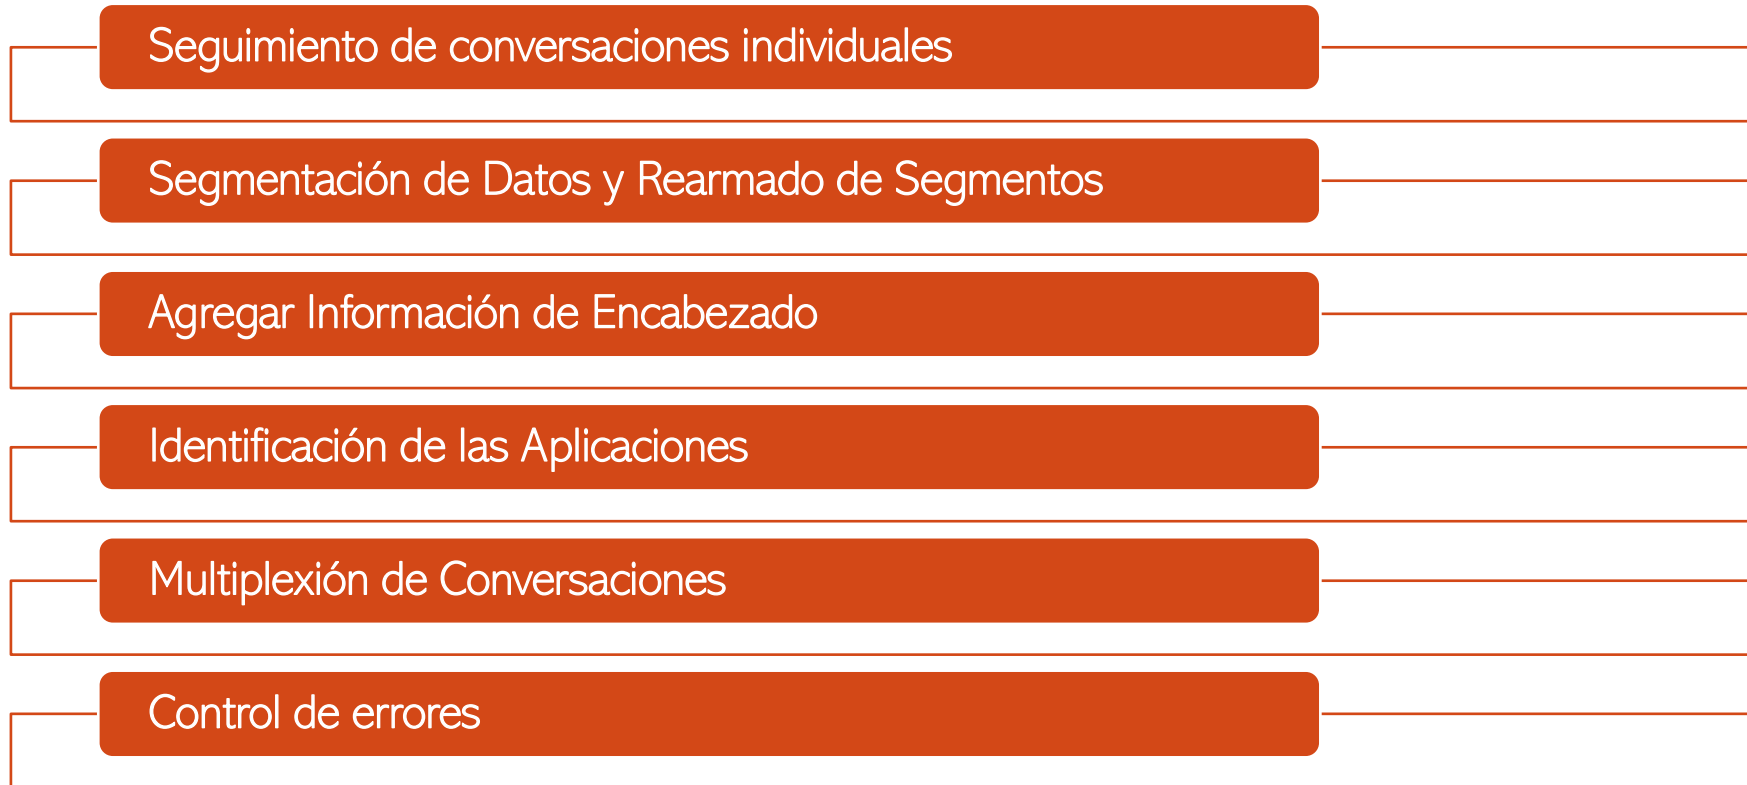 Seguimiento de conversaciones individuales
Segmentación de Datos y Rearmado de Segmentos
Agregar Información de Encabezado
Identificación de las Aplicaciones
Multiplexión de Conversaciones
Control de errores